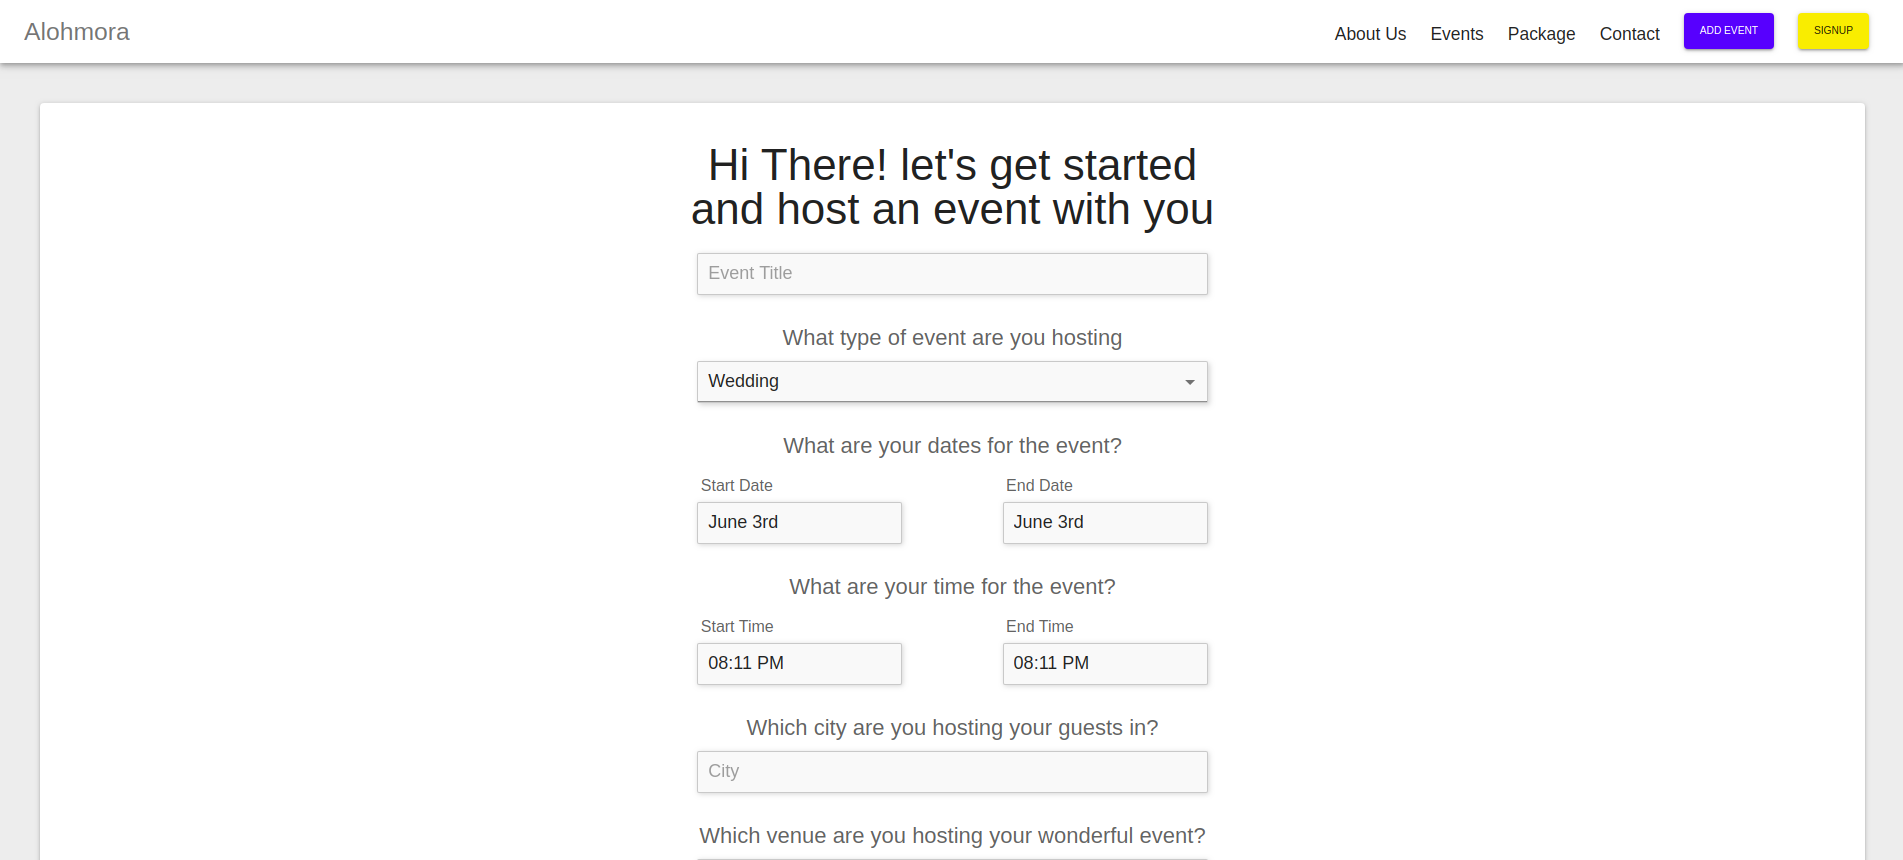 Alohmora
About Us Events Package Contact ADD EVENT SIGNUP
Hi There! let's get started
and host an event with you
Event Title
What type of event are you hosting
Wedding
What are your dates for the event?
Start Date End Date
June 3rd June 3rd
What are your time for the event?
Start Time End Time
08:11 PM 08:11 PM
Which city are you hosting your guests in?
City
Which venue are you hosting your wonderful event?